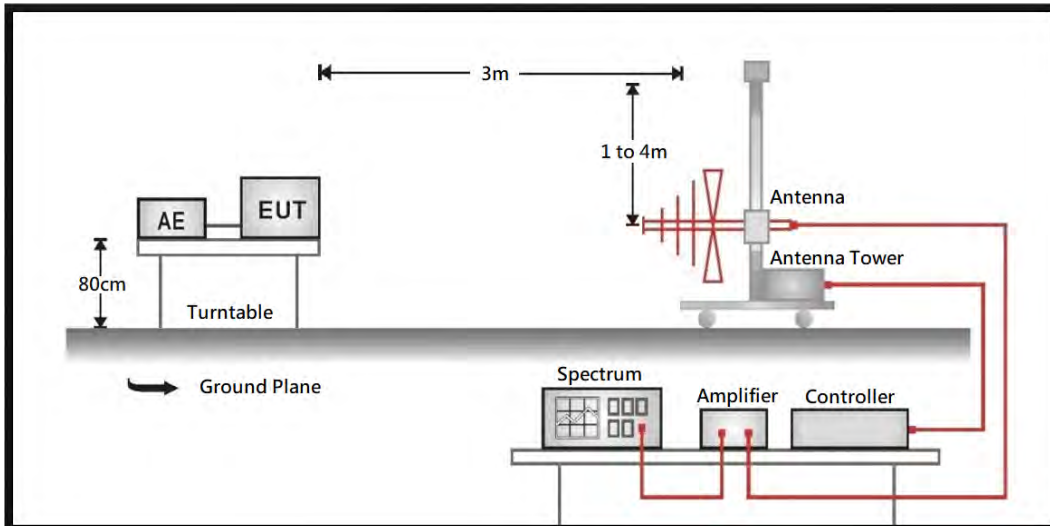 3m
1 to 4m
AE
EUT
Antenna
80cm
Antenna Tower
Turntable
Ground Plane
Spectrum
Amplifier
Controller